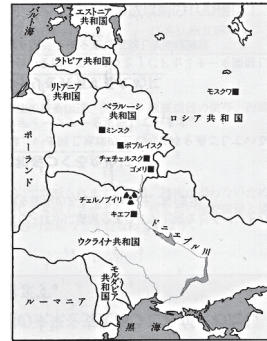 バルト海
エストニア
共和国
ラトビア共和国
モスクワ
リトアニア
共和国
ベラルーシ
共和国
ロシア共和国
ミンスク
ポーランド
ボブルイスク
チェチェルスク
ゴメリ
チェルノブイリ
キエフ
ドニエプル川
ウクライナ共和国
モルダビア
共和国
ルーマニア
黒海